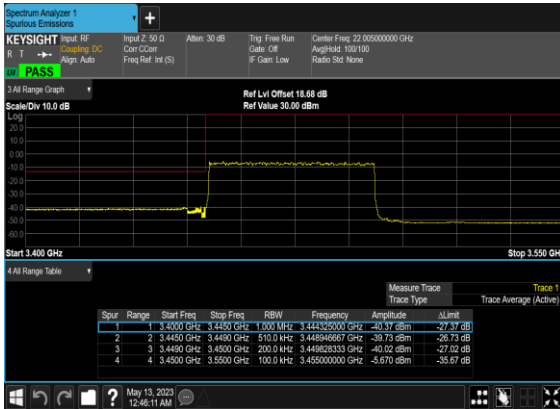 Spectrum Analyzer 1
Spurious Emissions
+
KEYSIGHT Input: RF Input Z: 50 Ω Atten: 30 dB Trig: Free Run Center Freq: 22.005000000 GHz
R T Coupling: DC Corr CCorr Gate: Off Avg|Hold: 100/100
Align: Auto Freq Ref: Int (S) IF Gain: Low Radio Std: None
LXI PASS
3 All Range Graph
Ref Lvl Offset 18.68 dB
Scale/Div 10.0 dB Ref Value 30.00 dBm
Log
20.0
10.0
0.00
-10.0
-20.0
-30.0
-40.0
-50.0
-60.0
Start 3.400 GHz Stop 3.550 GH
4 All Range Table
Measure Trace Trace 1
Trace Type Trace Average (Active)
Spur Range Start Freq Stop Freq RBW Frequency Amplitude ΔLimit
1 1 3.4000 GHz 3.4450 GHz 1.000 MHz 3.444325000 GHz -40.37 dBm -27.37 dB
2 2 3.4450 GHz 3.4490 GHz 510.0 kHz 3.448946667 GHz -39.73 dBm -26.73 dB
3 3 3.4490 GHz 3.4500 GHz 200.0 kHz 3.449828333 GHz -40.02 dBm -27.02 dB
4 4 3.4500 GHz 3.5500 GHz 100.0 kHz 3.455000000 GHz -5.670 dBm -35.67 dB
? May 13, 2023
12:46:11 AM